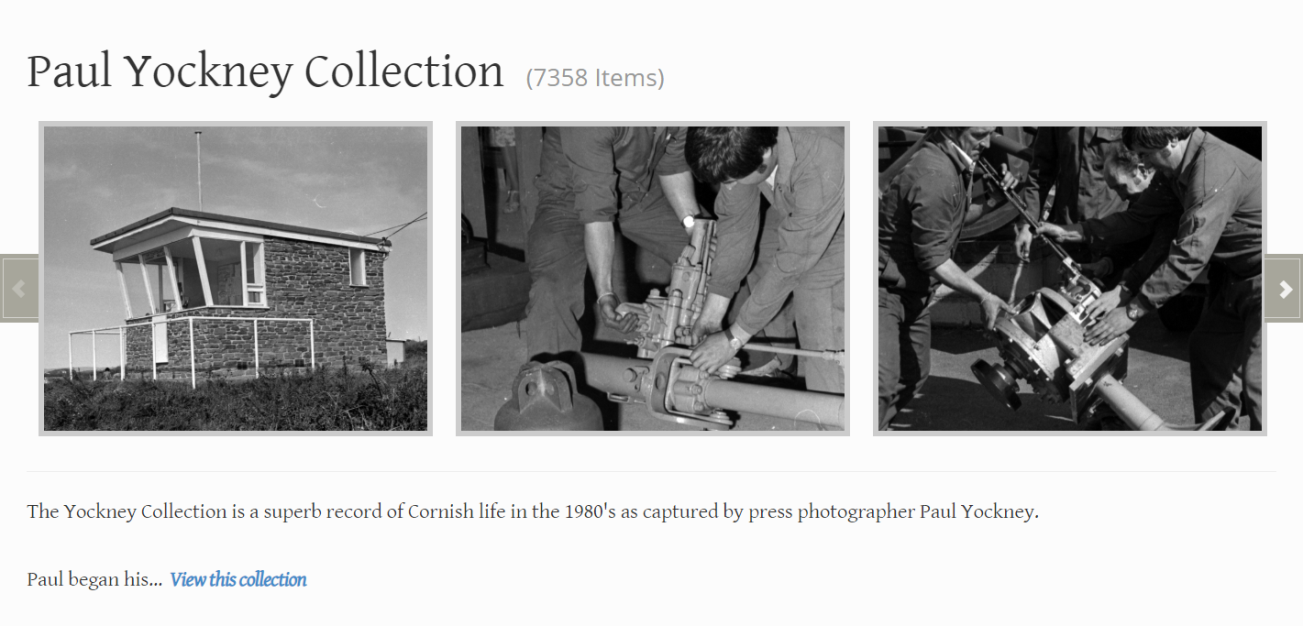 Paul Yockney Collection (7358 Items)
The Yockney Collection is a superb record of Cornish life in the 1980's as captured by press photographer Paul Yockney.
Paul began his... View this collection